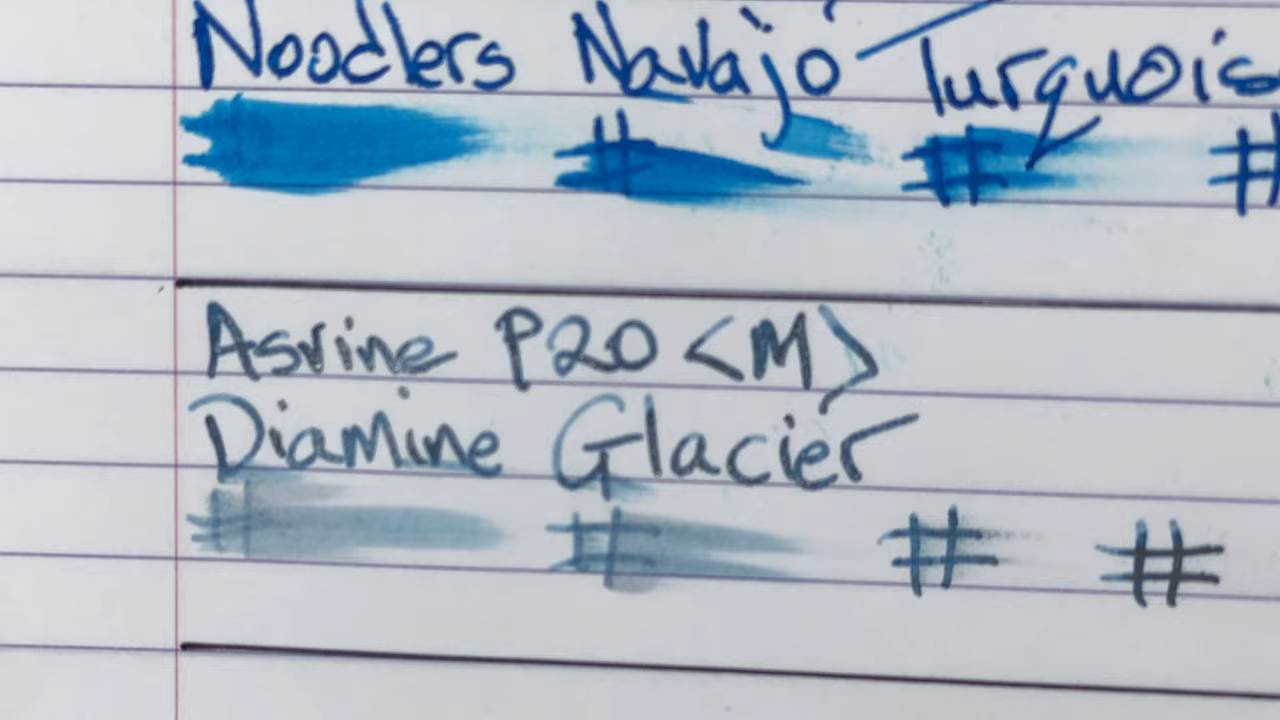 Noodlers Navajo Turquois
# # #
Asvine P20 <M>
Diamine Glacier
# # # #